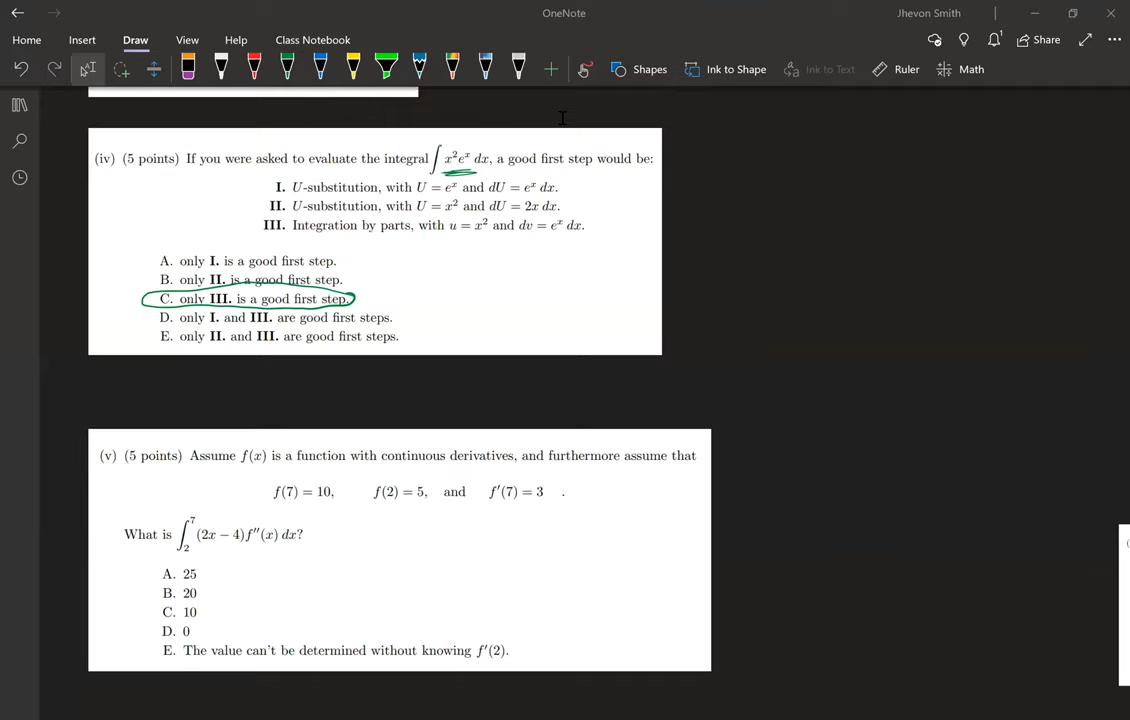 OneNote
Jhevon Smith
Home Insert Draw View Help Class Notebook
1 Share
Shapes Ink to Shape Ink to Text Ruler Math
(iv) (5 points) If you were asked to evaluate the integral ∫ x²eˣ dx, a good first step would be:
I. U-substitution, with U = eˣ and dU = eˣ dx.
II. U-substitution, with U = x² and dU = 2x dx.
III. Integration by parts, with u = x² and dv = eˣ dx.
A. only I. is a good first step.
B. only II. is a good first step.
C. only III. is a good first step.
D. only I. and III. are good first steps.
E. only II. and III. are good first steps.
(v) (5 points) Assume f(x) is a function with continuous derivatives, and furthermore assume that
f(7) = 10, f(2) = 5, and f′(7) = 3 .
What is ∫₂⁷ (2x − 4)f″(x) dx?
A. 25
B. 20
C. 10
D. 0
E. The value can't be determined without knowing f′(2).